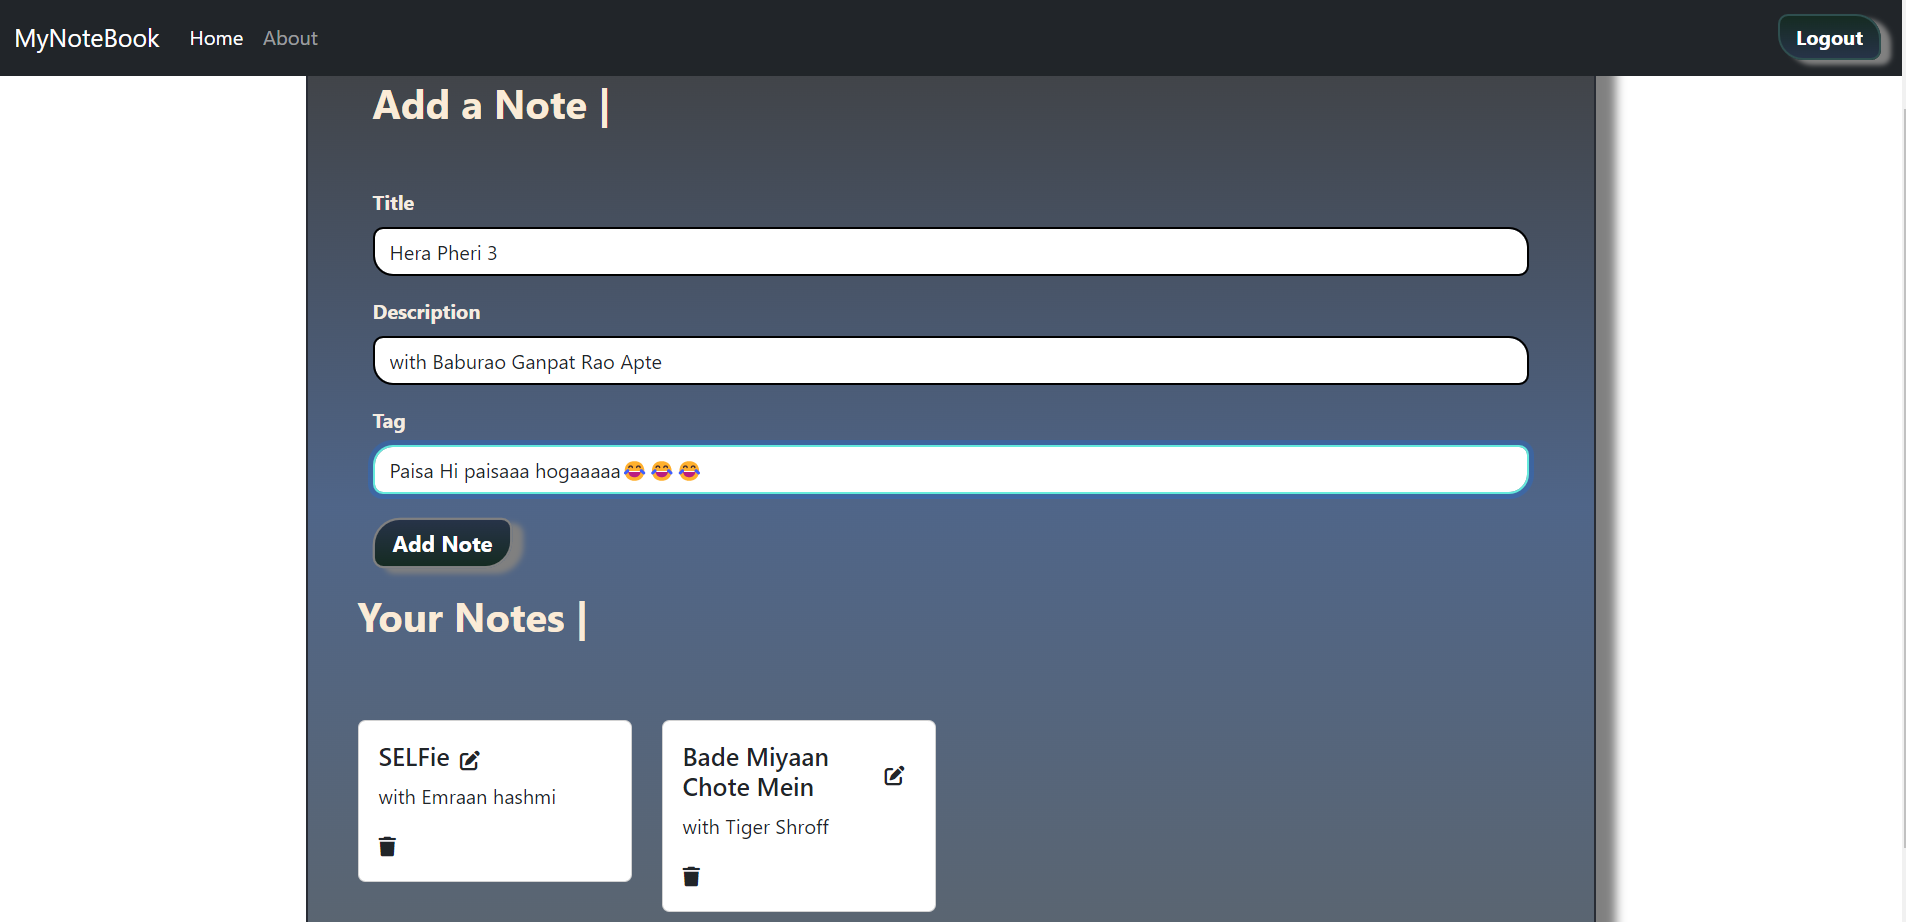 MyNoteBook Home About Logout
Add a Note |
Title
Hera Pheri 3
Description
with Baburao Ganpat Rao Apte
Tag
Paisa Hi paisaaa hogaaaaa😂😂😂
Add Note
Your Notes |
SELFie
with Emraan hashmi
Bade Miyaan
Chote Mein
with Tiger Shroff